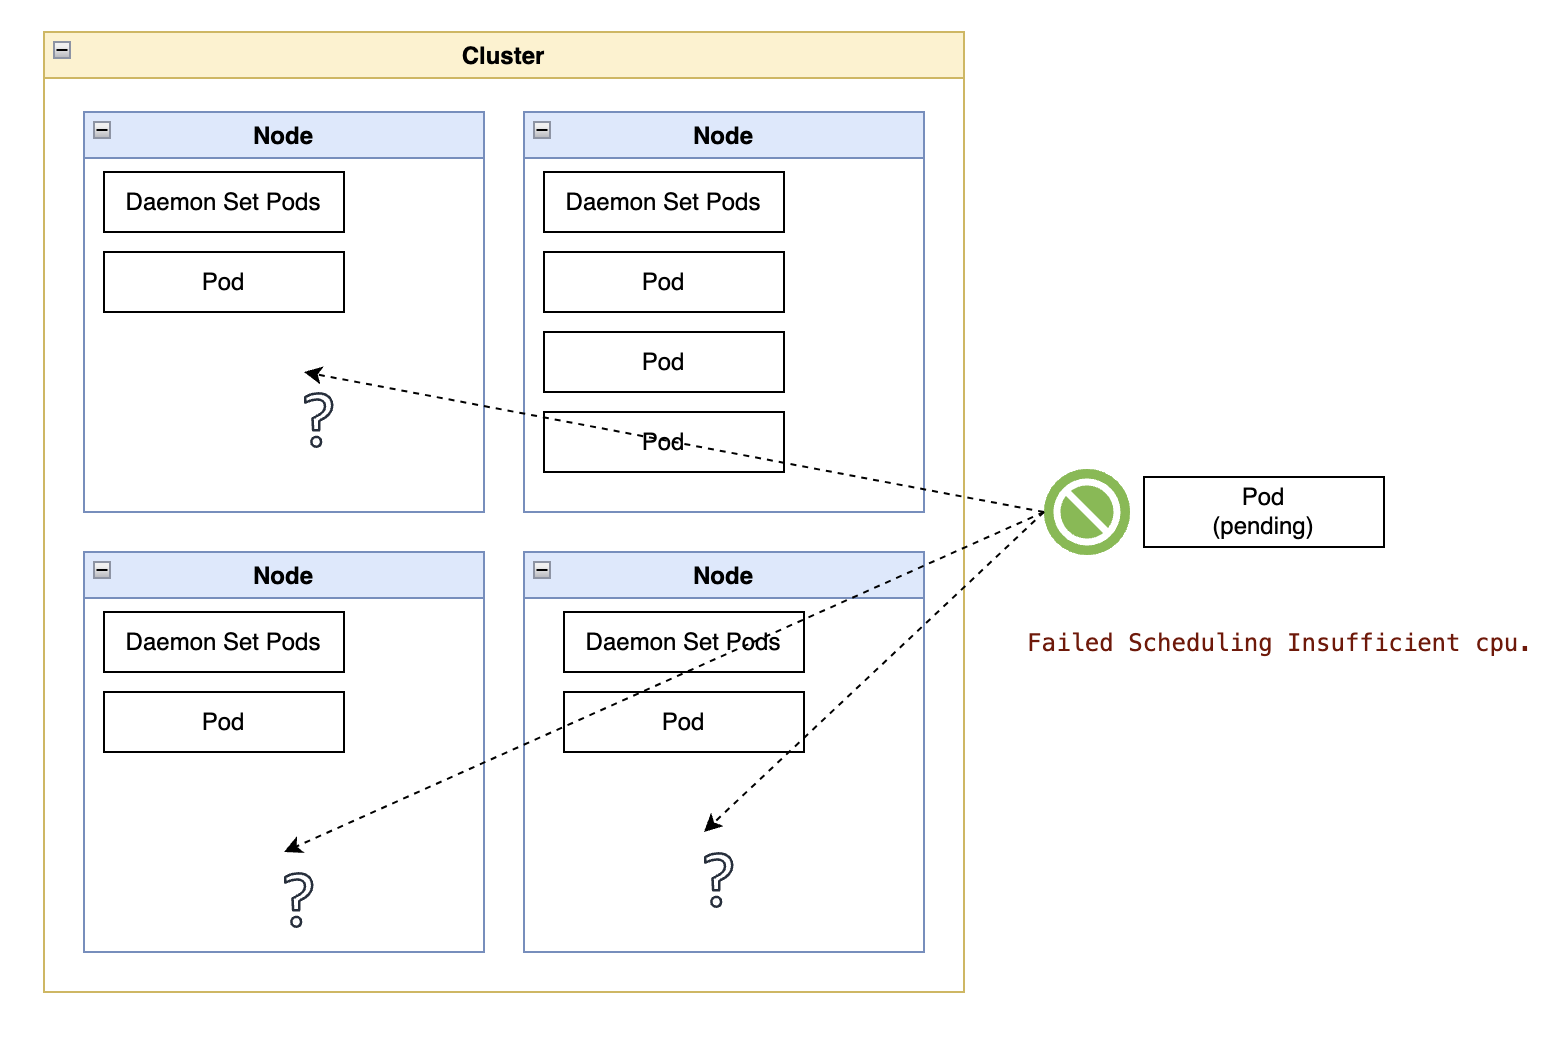 Cluster
Node
Daemon Set Pods
Pod
?
Node
Daemon Set Pods
Pod
Pod
Pod
Node
Daemon Set Pods
Pod
?
Node
Daemon Set Pods
Pod
?
Pod
(pending)
Failed Scheduling Insufficient cpu.